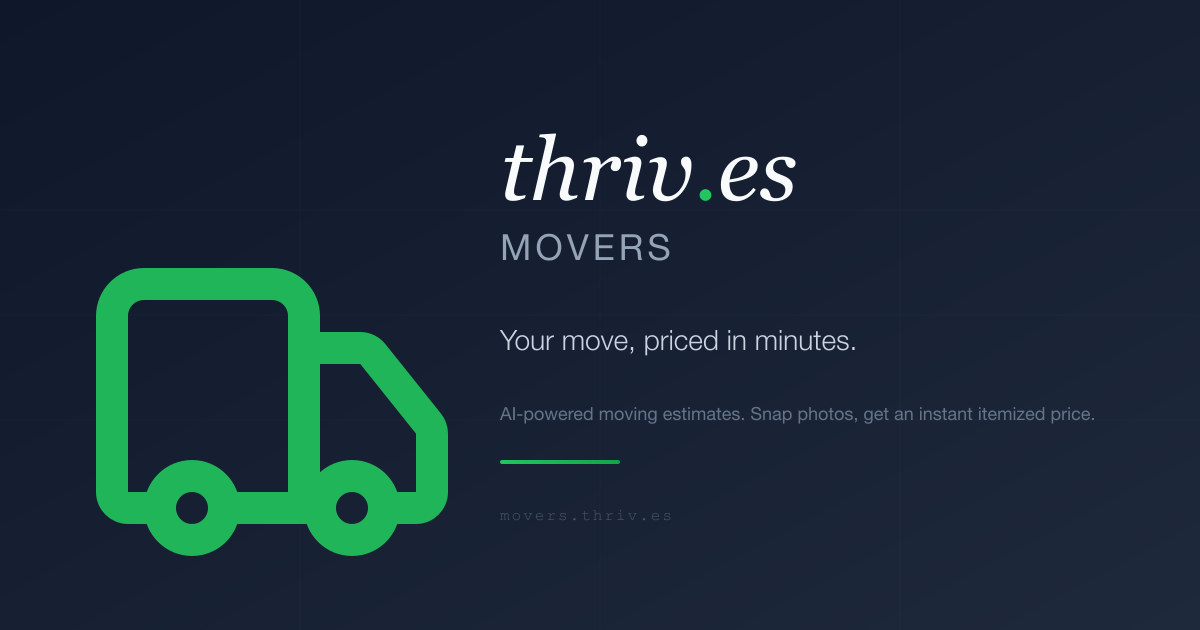 thriv.es
MOVERS
Your move, priced in minutes.
AI-powered moving estimates. Snap photos, get an instant itemized price.
movers.thriv.es